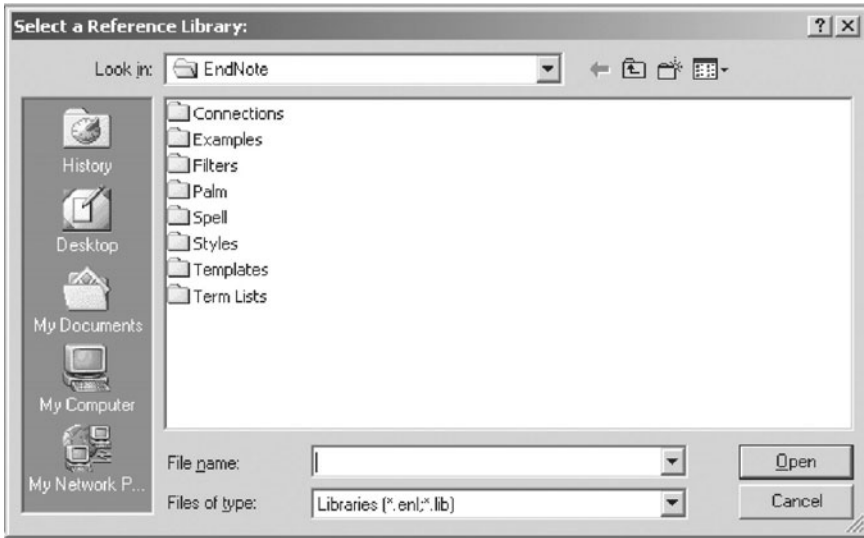 Select a Reference Library:
Look in: EndNote
History
Desktop
My Documents
My Computer
My Network P...
Connections
Examples
Filters
Palm
Spell
Styles
Templates
Term Lists
File name: Open
Files of type: Libraries (*.enl;*.lib) Cancel